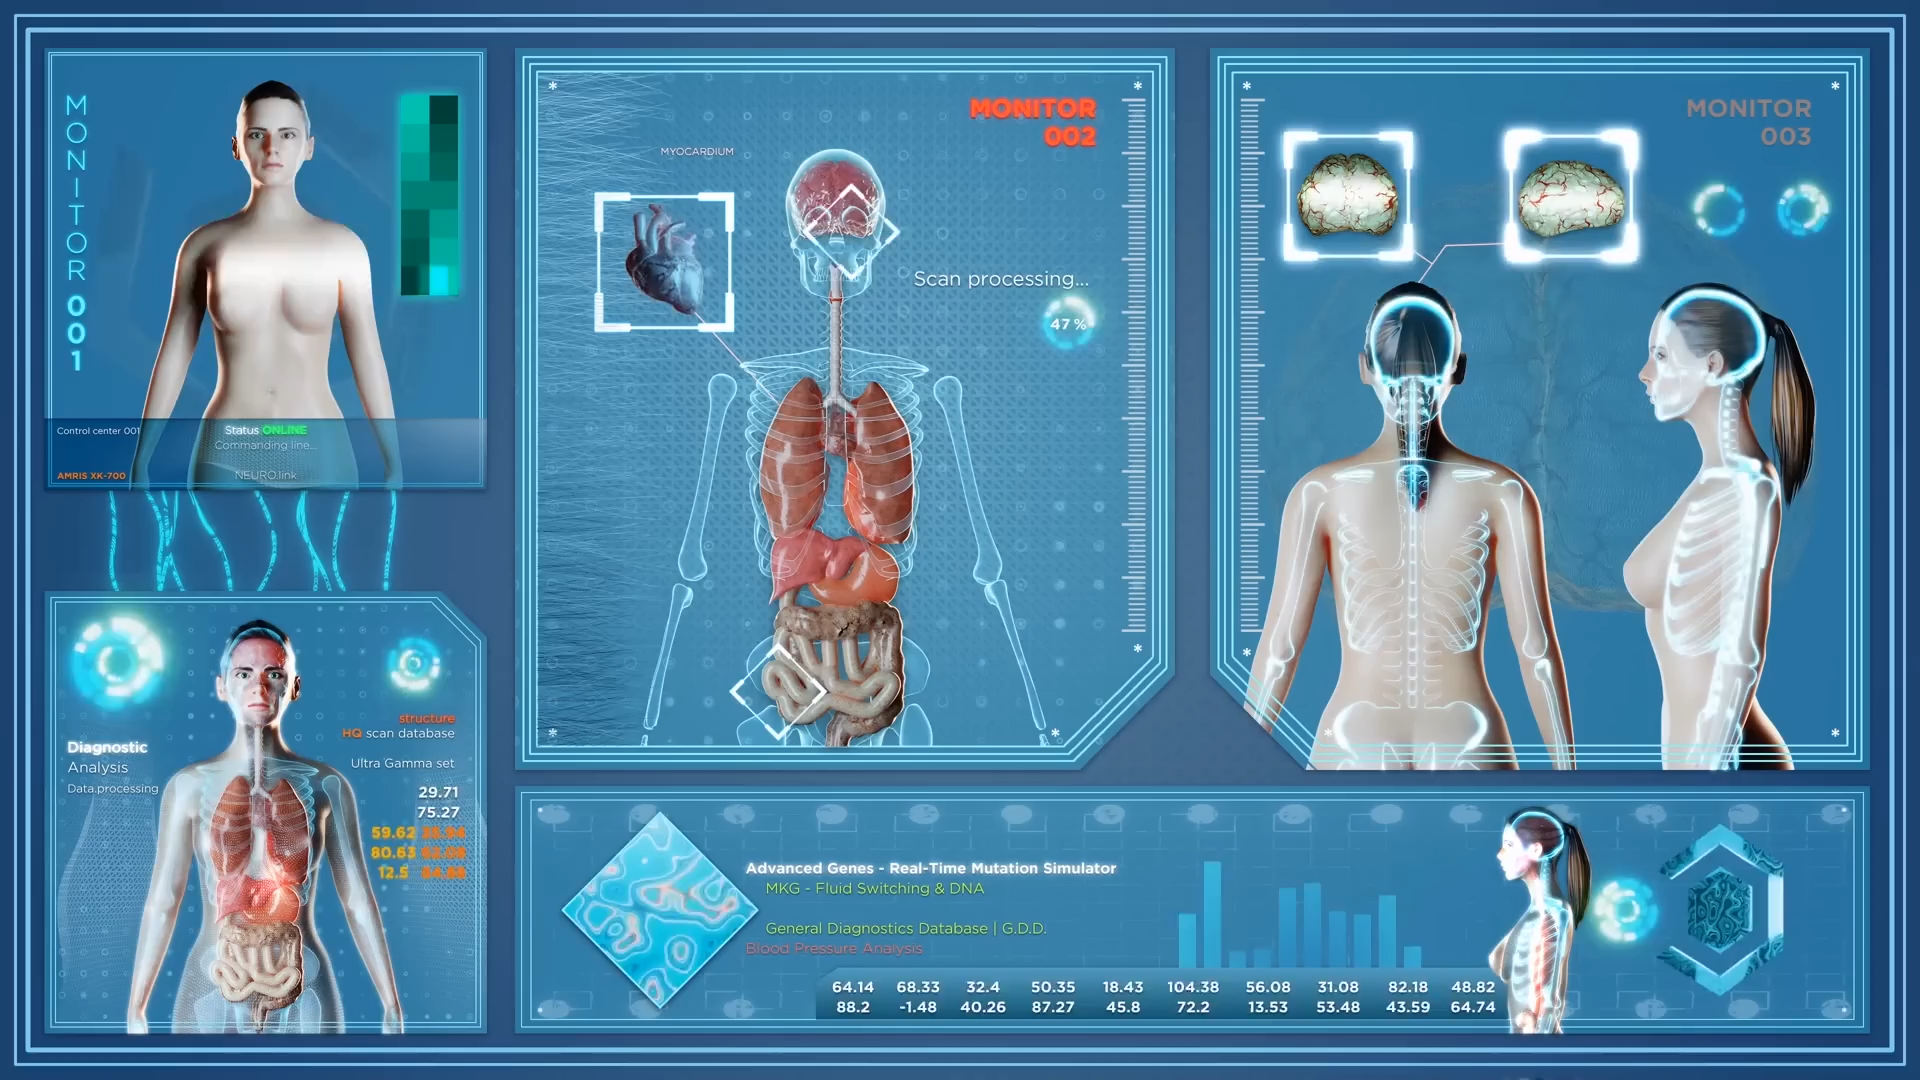 MONITOR 001
Control center 001
Status ONLINE
Commanding line...
AMRIS XK-700
NEURO.link
MYOCARDIUM
MONITOR
002
Scan processing...
47 %
MONITOR
003
structure
HQ scan database
Ultra Gamma set
Diagnostic
Analysis
Data.processing
29.71
75.27
59.62
80.63
12.5
Advanced Genes - Real-Time Mutation Simulator
MKG - Fluid Switching & DNA
General Diagnostics Database | G.D.D.
Blood Pressure Analysis
64.14 68.33 32.4 50.35 18.43 104.38 56.08 31.08 82.18 48.82
88.2 -1.48 40.26 87.27 45.8 72.2 13.53 53.48 43.59 64.74